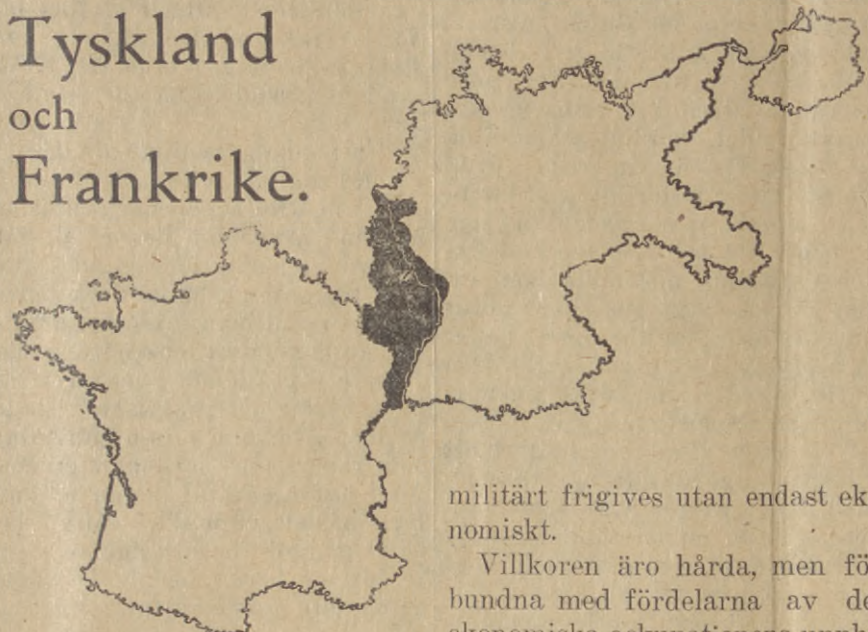 Tyskland
och
Frankrike.
militärt frigives utan endast ek
nomiskt.
Villkoren äro hårda, men fö
bundna med fördelarna av de